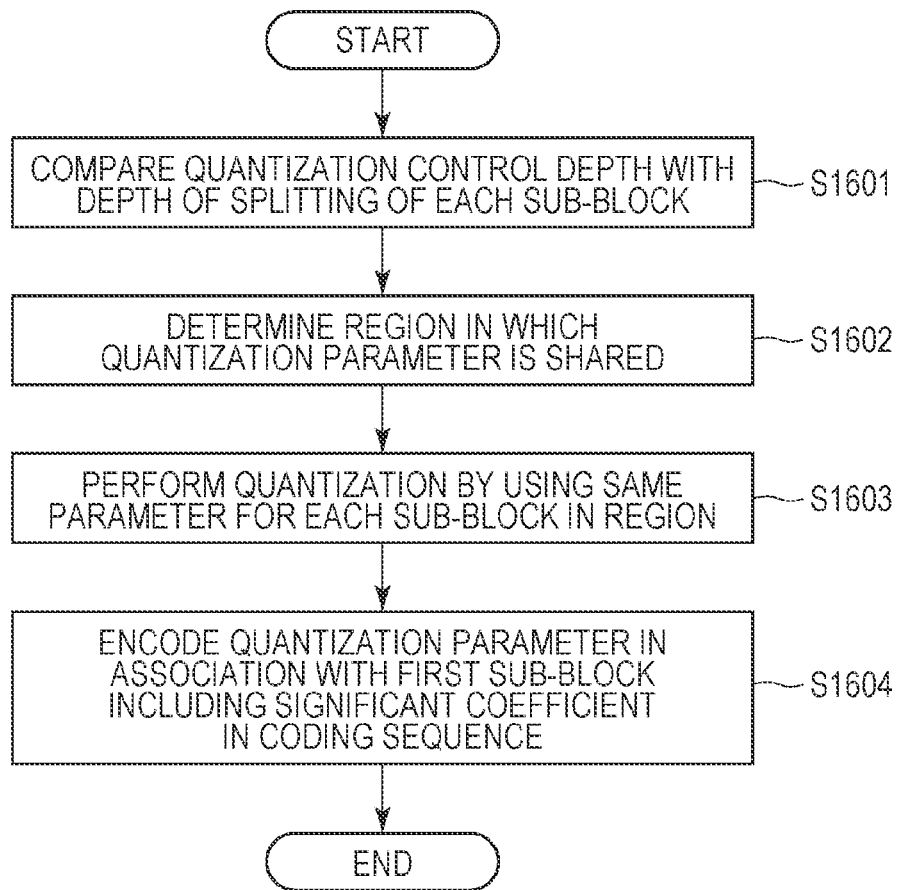 START
COMPARE QUANTIZATION CONTROL DEPTH WITH
DEPTH OF SPLITTING OF EACH SUB-BLOCK
S1601
DETERMINE REGION IN WHICH
QUANTIZATION PARAMETER IS SHARED
S1602
PERFORM QUANTIZATION BY USING SAME
PARAMETER FOR EACH SUB-BLOCK IN REGION
S1603
ENCODE QUANTIZATION PARAMETER IN
ASSOCIATION WITH FIRST SUB-BLOCK
INCLUDING SIGNIFICANT COEFFICIENT
IN CODING SEQUENCE
S1604
END